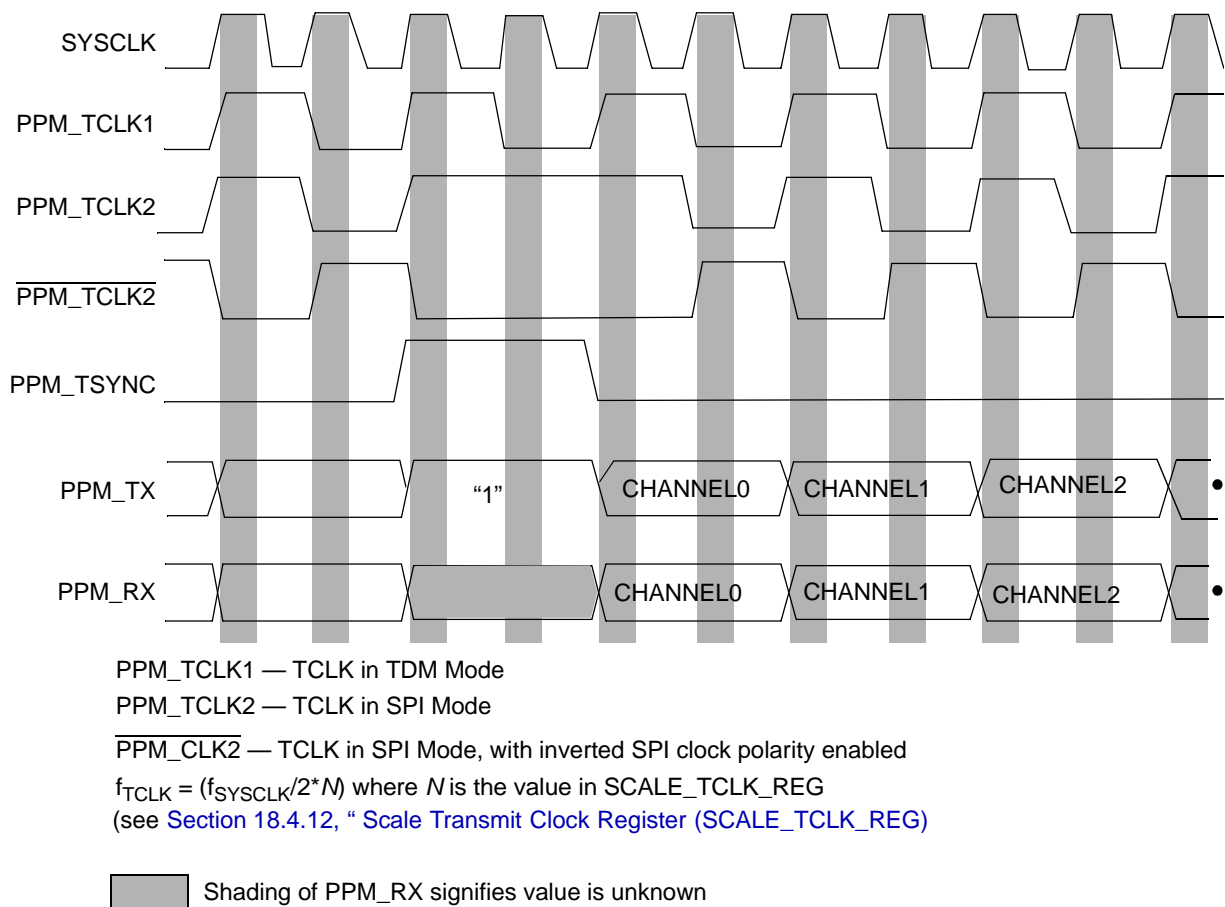 SYSCLK
PPM_TCLK1
PPM_TCLK2
PPM_TCLK2
PPM_TSYNC
PPM_TX
“1”
CHANNEL0
CHANNEL1
CHANNEL2
PPM_RX
CHANNEL0
CHANNEL1
CHANNEL2
PPM_TCLK1 — TCLK in TDM Mode
PPM_TCLK2 — TCLK in SPI Mode
PPM_CLK2 — TCLK in SPI Mode, with inverted SPI clock polarity enabled
fTCLK = (fSYSCLK/2*N) where N is the value in SCALE_TCLK_REG
(see Section 18.4.12, “ Scale Transmit Clock Register (SCALE_TCLK_REG)
Shading of PPM_RX signifies value is unknown